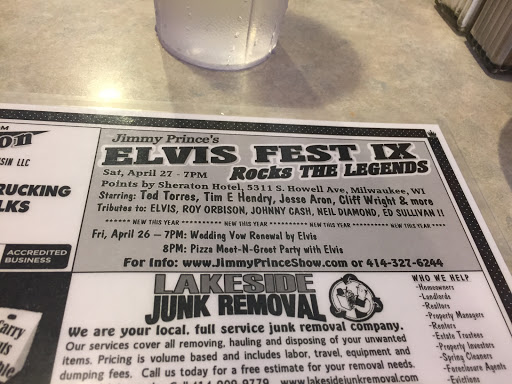 SIN LLC
RUCKING
LKS
ACCREDITED
BUSINESS
Jimmy Prince's
ELVIS FEST IX
Sat, April 27 - 7PM
Rocks THE LEGENDS
Points by Sheraton Hotel, 5311 S. Howell Ave, Milwaukee, WI
Starring: Ted Torres, Tim E Hendry, Jesse Aron, Cliff Wright & more
Tributes to: ELVIS, ROY ORBISON, JOHNNY CASH, NEIL DIAMOND, ED SULLIVAN !!
****** NEW THIS YEAR ****** NEW THIS YEAR ****** NEW THIS YEAR ****** NEW THIS YEAR ******
Fri, April 26 — 7PM: Wedding Vow Renewal by Elvis
8PM: Pizza Meet-N-Greet Party with Elvis
For Info: www.JimmyPrinceShow.com or 414-327-6244
LAKESIDE
JUNK REMOVAL
We are your local, full service junk removal company.
Our services cover all removing, hauling and disposing of your unwanted
items. Pricing is volume based and includes labor, travel, equipment and
dumping fees. Call us today for a free estimate for your removal needs.
www.lakesidejunkremoval.com
WHO WE HELP
-Homeowners
-Landlords
-Realtors
-Property Managers
-Renters
-Estate Trustees
-Property Investors
-Spring Cleaners
-Foreclosure Agents
-Evictions